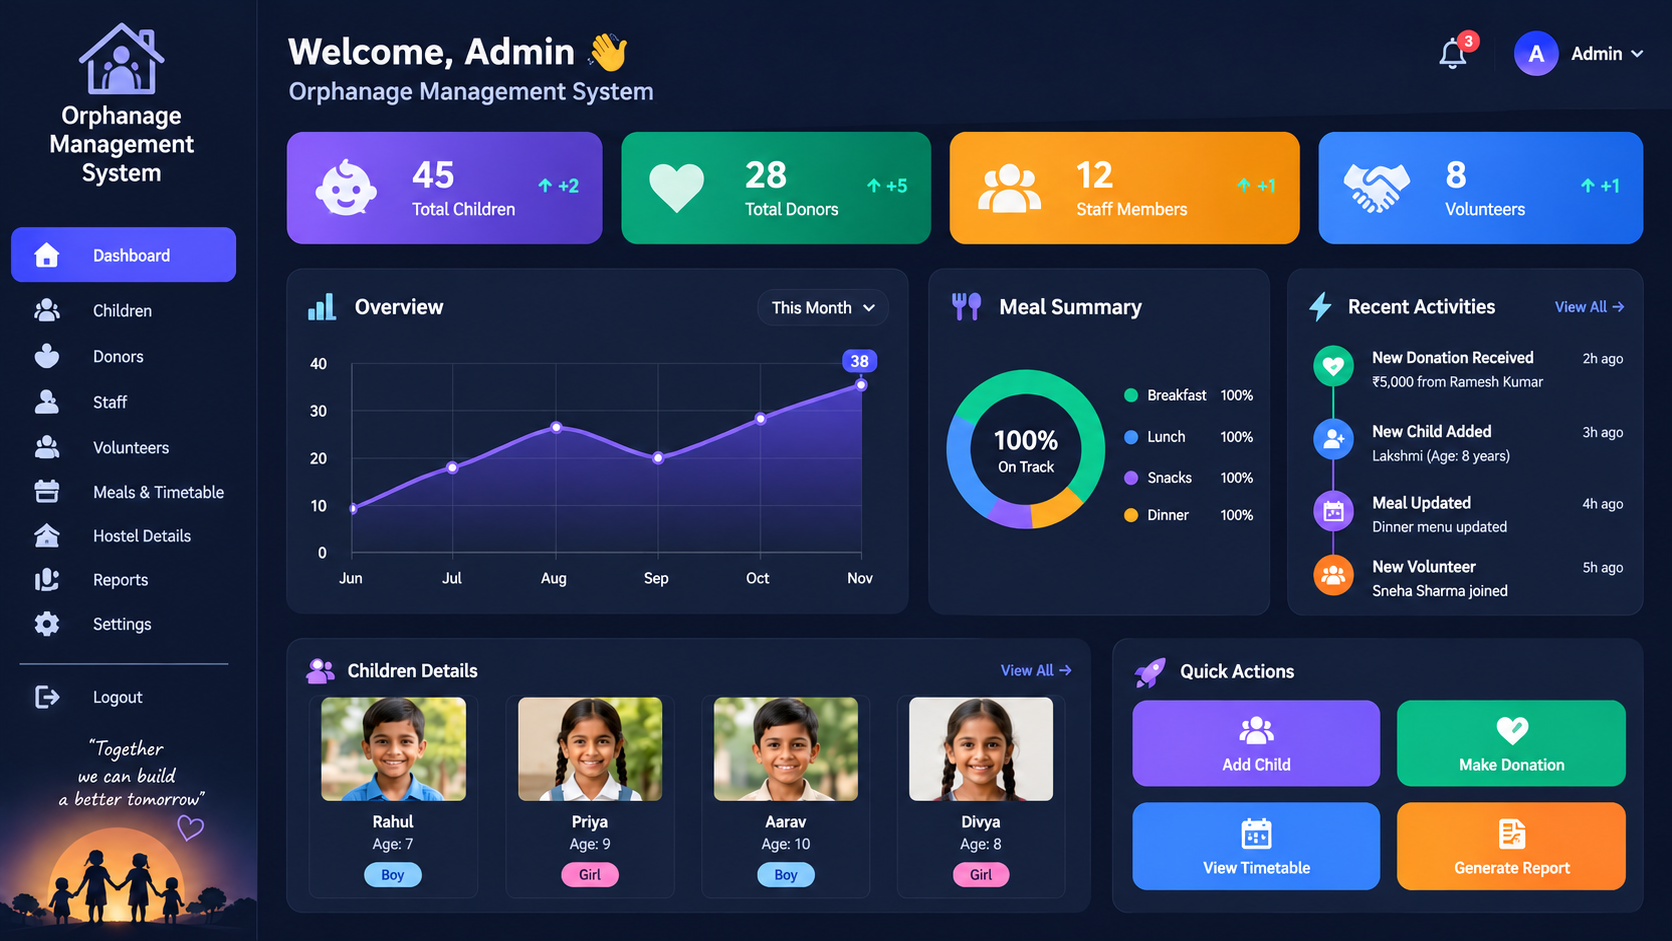 Orphanage
Management
System
Dashboard
Children
Donors
Staff
Volunteers
Meals & Timetable
Hostel Details
Reports
Settings
Logout
"Together
we can build
a better tomorrow"
Welcome, Admin 👋
Orphanage Management System
3
A
Admin
45
Total Children
↑ +2
28
Total Donors
↑ +5
12
Staff Members
↑ +1
8
Volunteers
↑ +1
Overview
This Month
40
30
20
10
0
38
Jun
Jul
Aug
Sep
Oct
Nov
Meal Summary
100%
On Track
Breakfast 100%
Lunch 100%
Snacks 100%
Dinner 100%
Recent Activities
View All →
New Donation Received 2h ago
₹5,000 from Ramesh Kumar
New Child Added 3h ago
Lakshmi (Age: 8 years)
Meal Updated 4h ago
Dinner menu updated
New Volunteer 5h ago
Sneha Sharma joined
Children Details
View All →
Rahul
Age: 7
Boy
Priya
Age: 9
Girl
Aarav
Age: 10
Boy
Divya
Age: 8
Girl
Quick Actions
Add Child
Make Donation
View Timetable
Generate Report